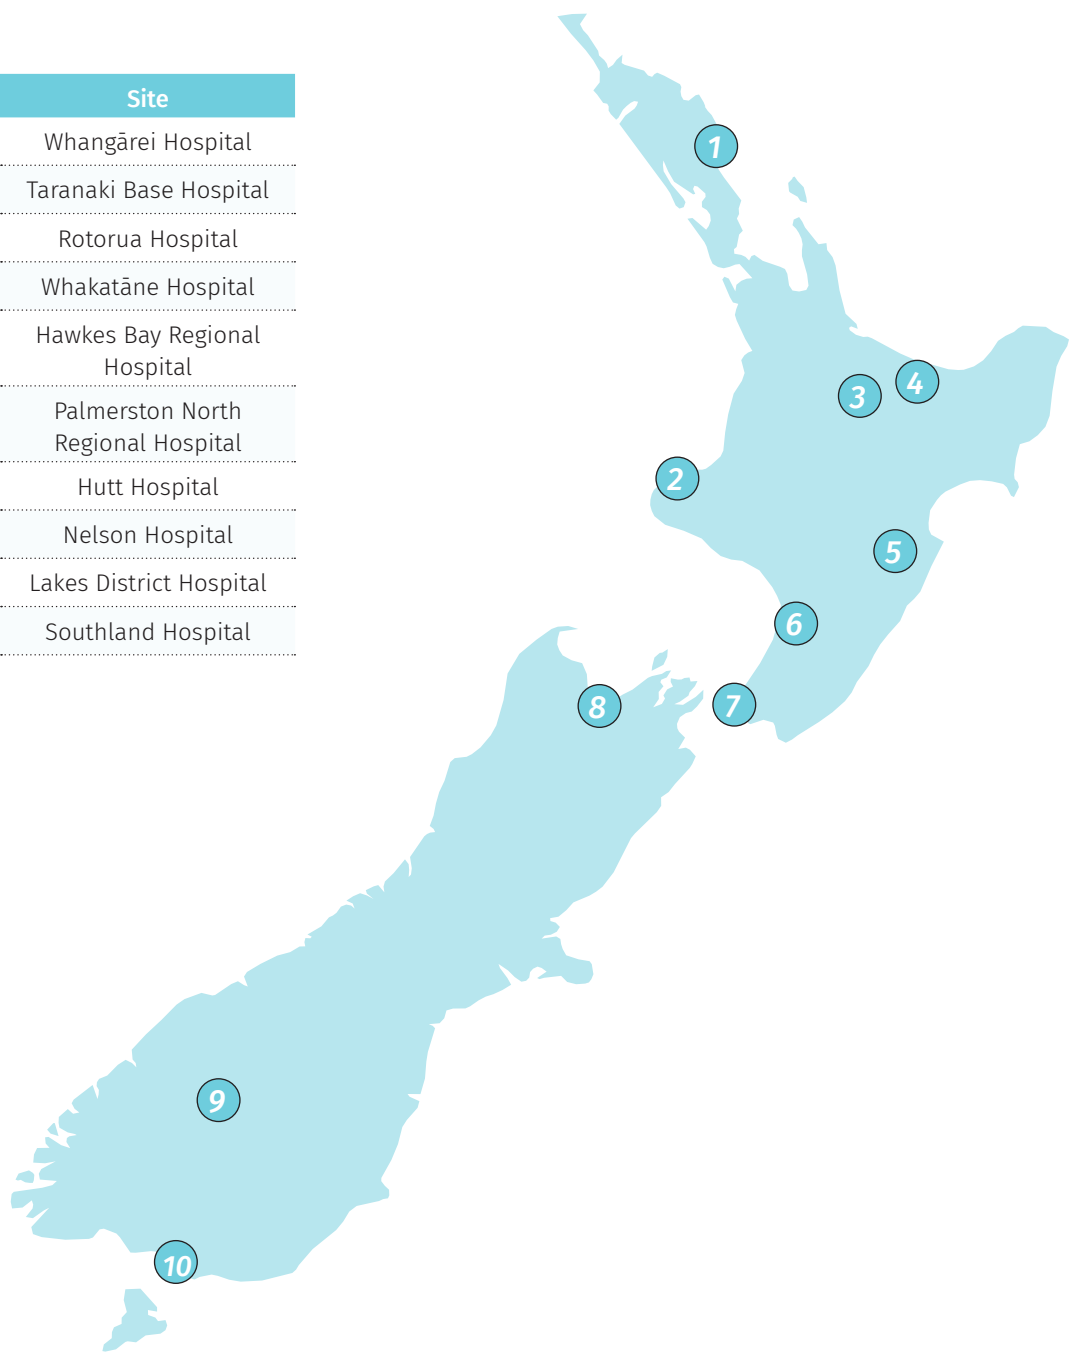 Site
Whangārei Hospital
Taranaki Base Hospital
Rotorua Hospital
Whakatāne Hospital
Hawkes Bay Regional
Hospital
Palmerston North
Regional Hospital
Hutt Hospital
Nelson Hospital
Lakes District Hospital
Southland Hospital
1
2
3
4
5
6
7
8
9
10